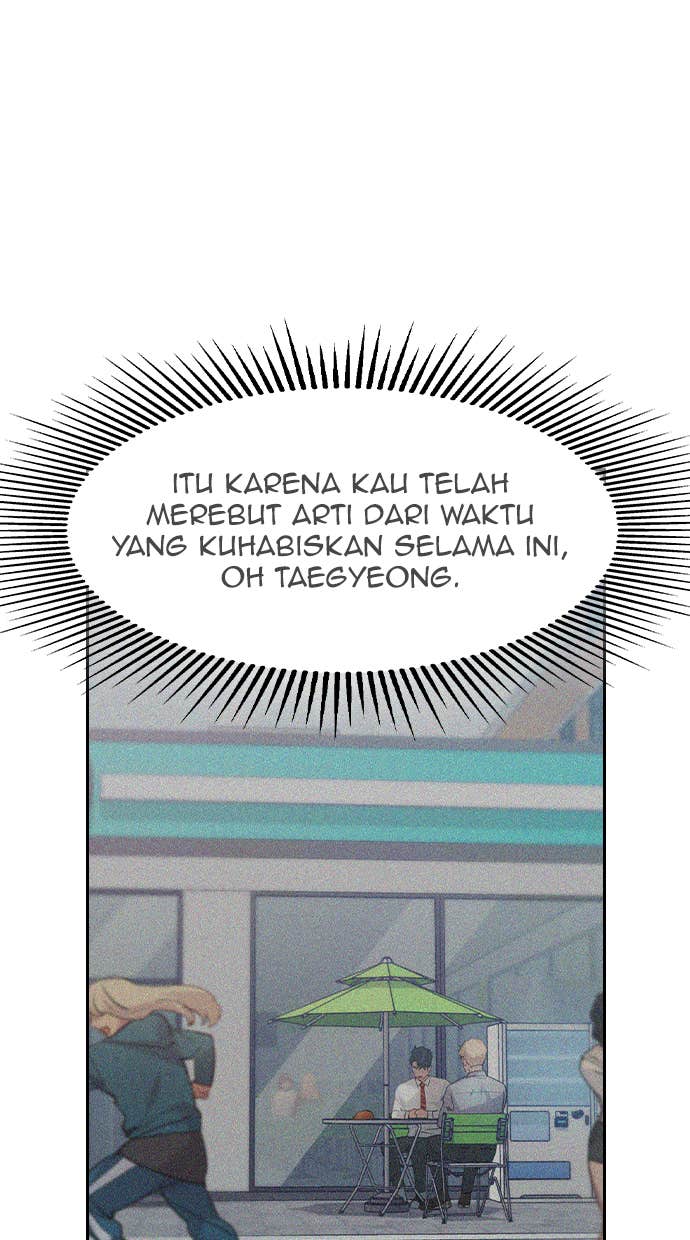 ITU KARENA KAU TELAH
MEREBUT ARTI DARI WAKTU
YANG KUHABISKAN SELAMA INI,
OH TAEGYEONG.